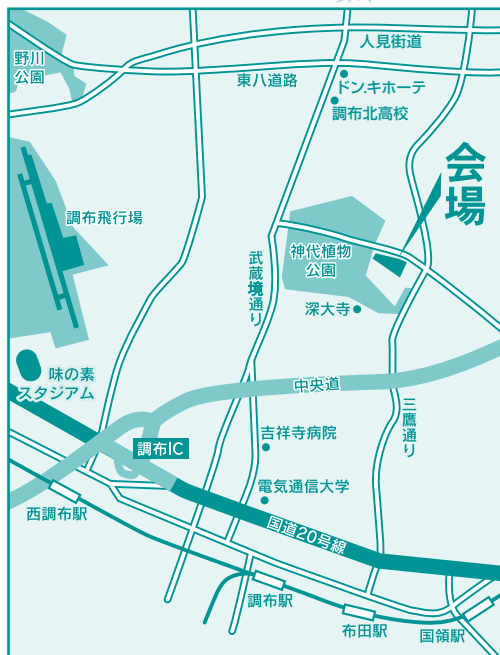 人見街道
野川
公園
東八道路
ドン.キホーテ
調布北高校
会場
調布飛行場
神代植物
公園
武蔵境通り
深大寺
味の素
スタジアム
中央道
三鷹通り
吉祥寺病院
調布IC
電気通信大学
西調布駅
国道20号線
調布駅
布田駅
国領駅